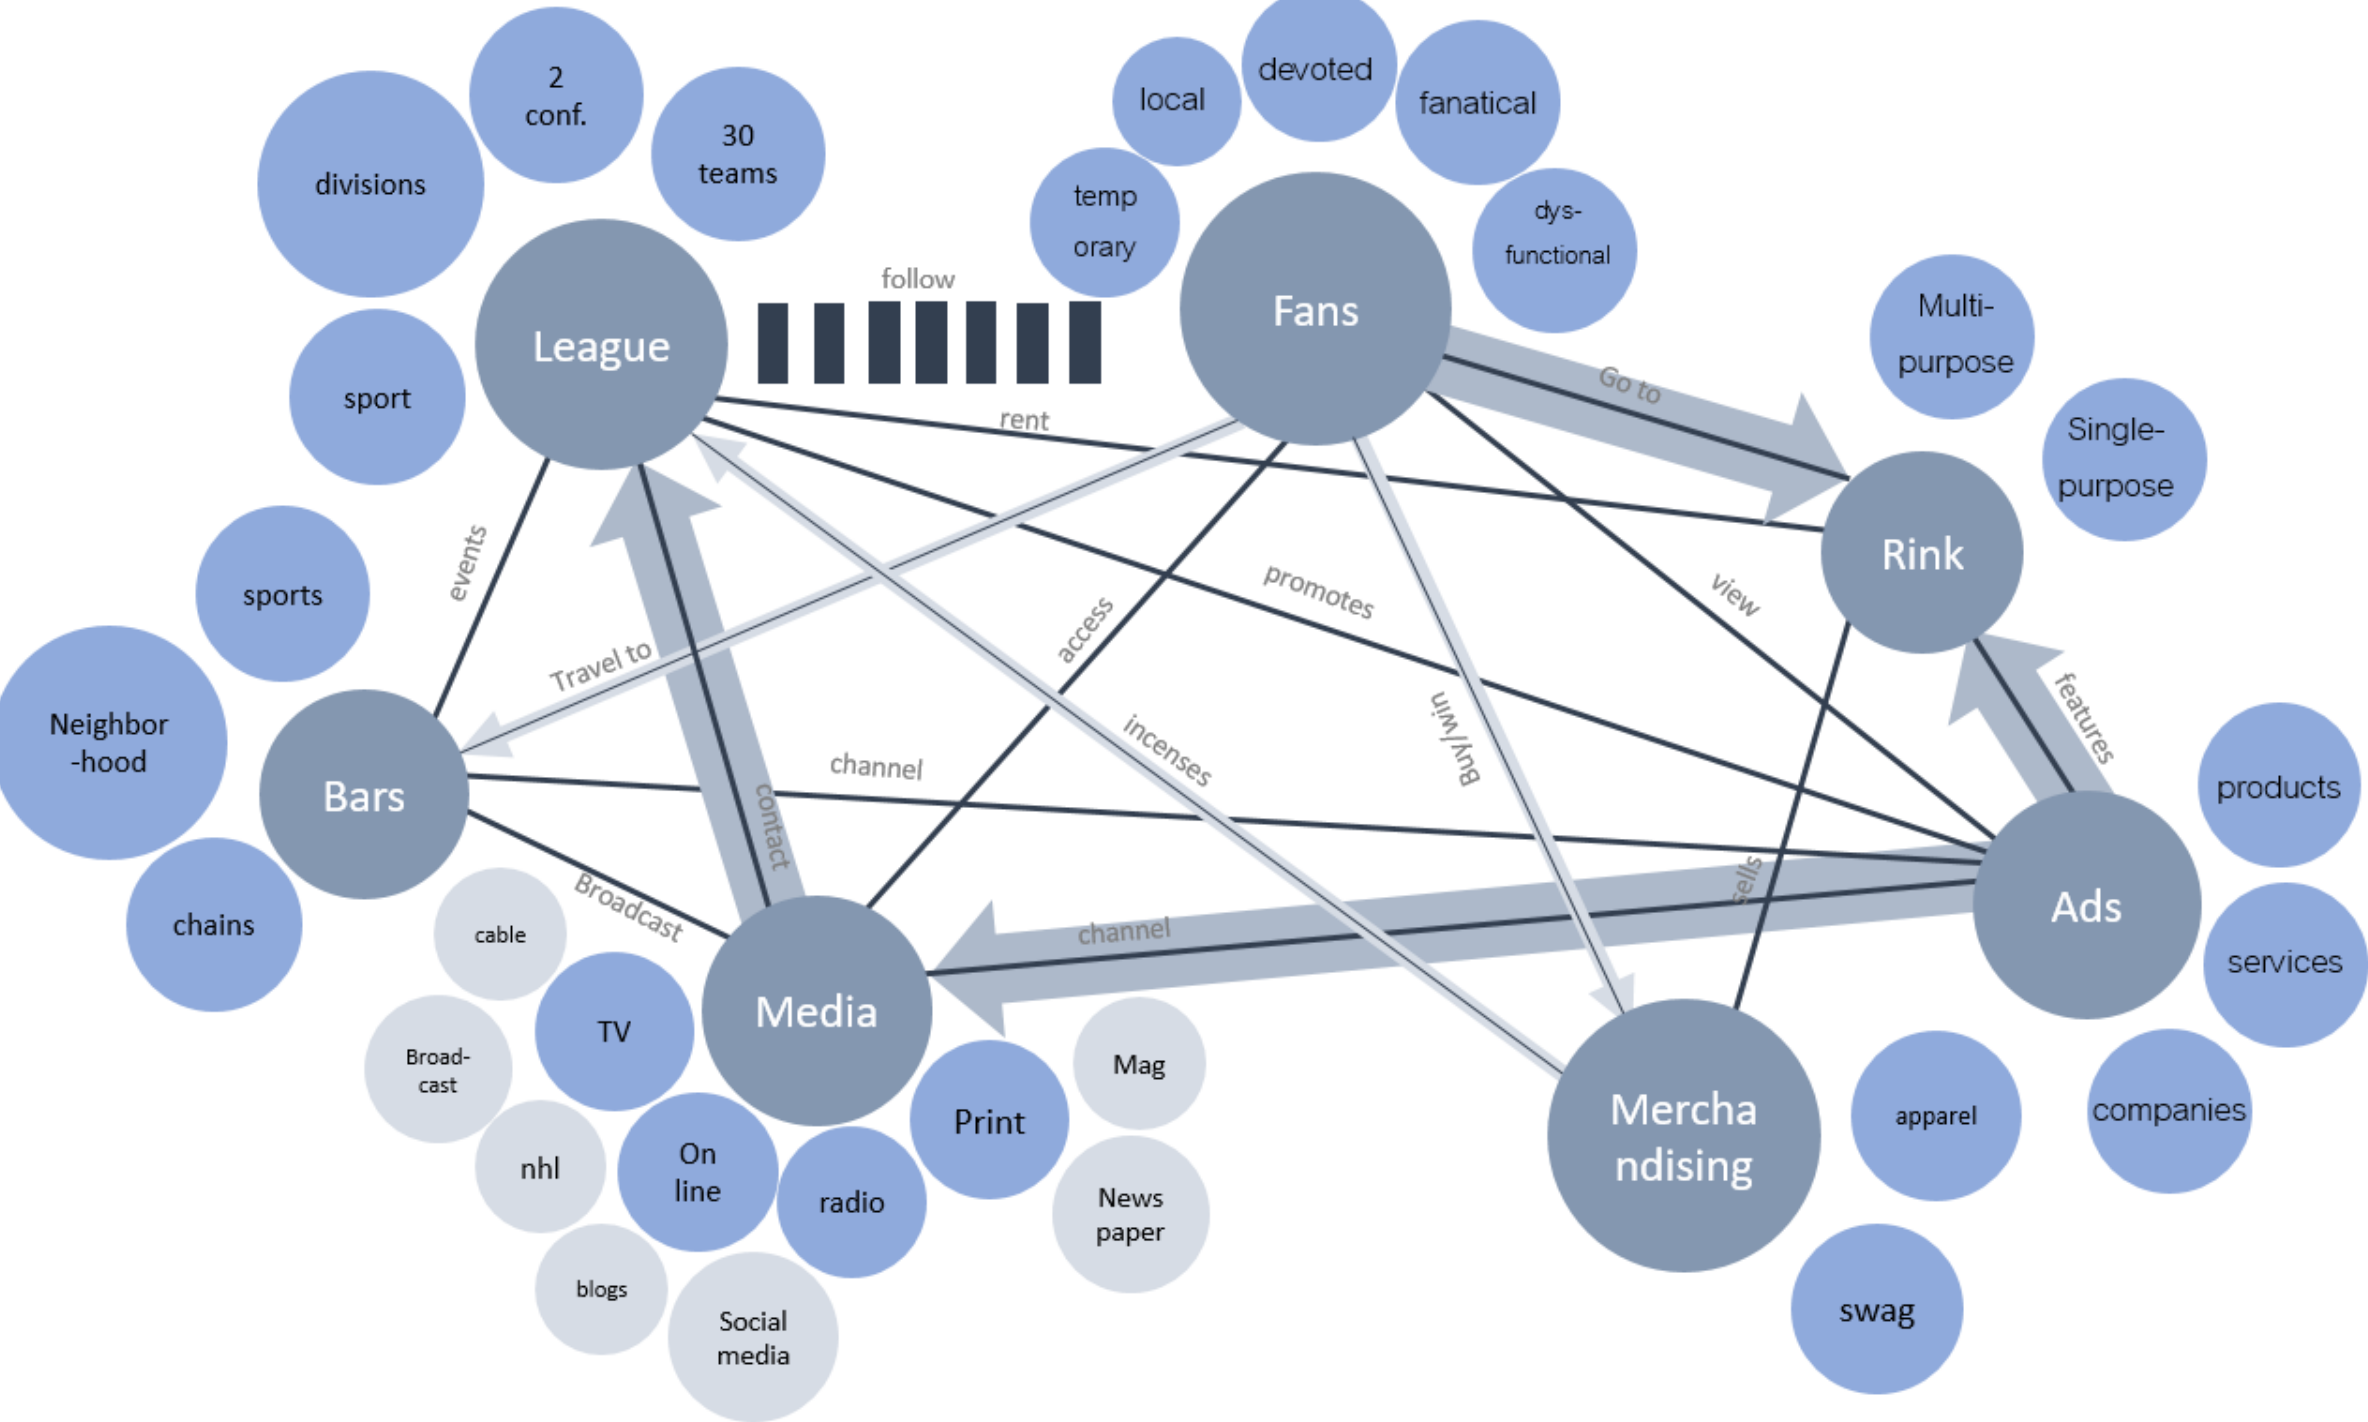 2
conf.
30
teams
divisions
sport
League
follow
temp
orary
local
devoted
fanatical
dys-
functional
Fans
Go to
Multi-
purpose
Single-
purpose
Rink
rent
events
Travel to
access
promotes
view
features
sports
Neighbor
-hood
chains
Bars
channel
contact
incenses
Buy/win
sells
channel
Broadcast
products
services
companies
Ads
cable
Broad-
cast
nhl
blogs
Social
media
TV
On
line
radio
Print
Mag
News
paper
Media
Mercha
ndising
apparel
swag